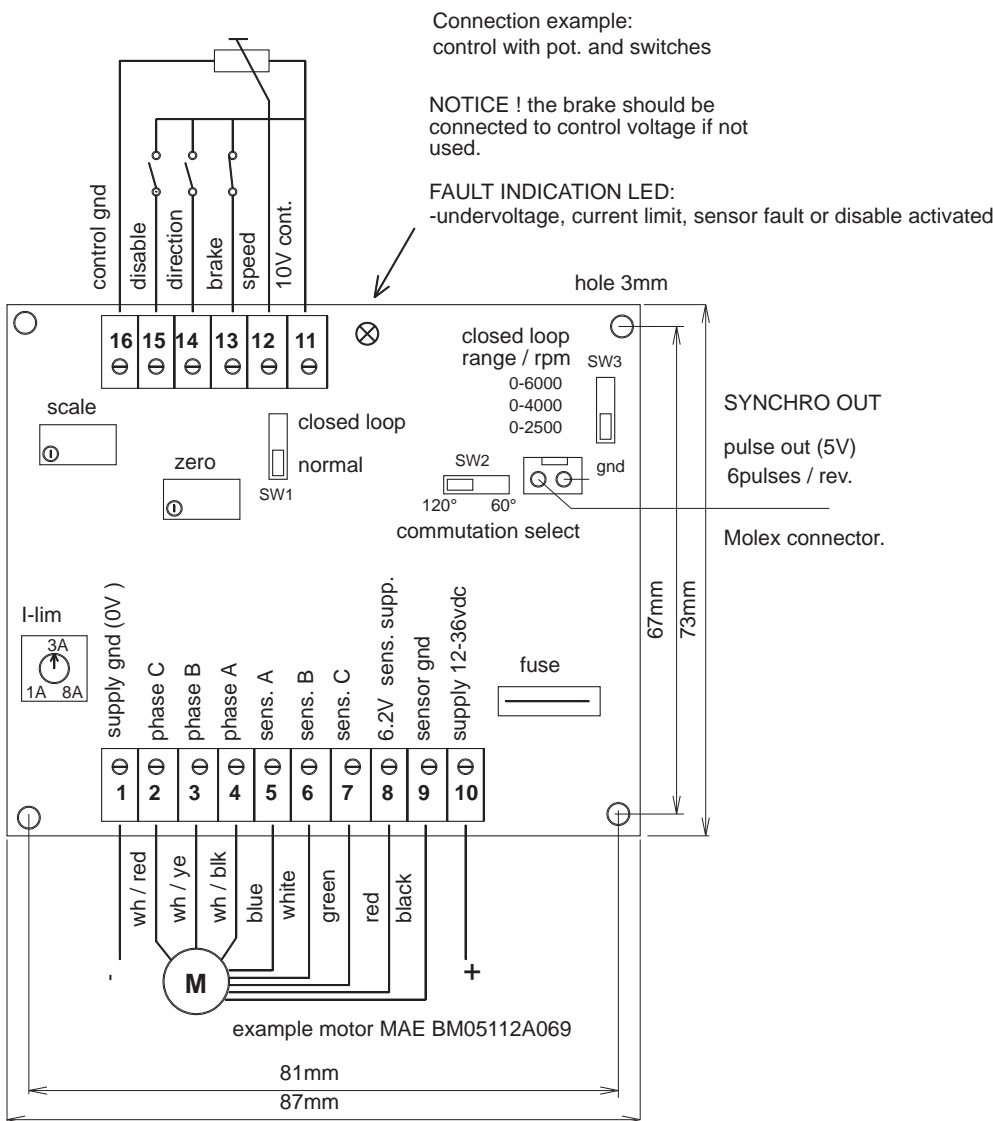 Connection example:
control with pot. and switches
NOTICE ! the brake should be
connected to control voltage if not
used.
FAULT INDICATION LED:
-undervoltage, current limit, sensor fault or disable activated
control gnd
disable
direction
brake
speed
10V cont.
hole 3mm
16 15 14 13 12 11
closed loop
range / rpm
SW3
0-6000
0-4000
0-2500
scale
closed loop
normal
SW1
zero
SW2
120° 60°
commutation select
gnd
SYNCHRO OUT
pulse out (5V)
6pulses / rev.
Molex connector.
67mm
73mm
I-lim
3A
1A 8A
supply gnd (0V )
phase C
phase B
phase A
sens. A
sens. B
sens. C
6.2V sens. supp.
sensor gnd
supply 12-36vdc
fuse
1 2 3 4 5 6 7 8 9 10
wh / red
wh / ye
wh / blk
blue
white
green
red
black
-
M
+
example motor MAE BM05112A069
81mm
87mm